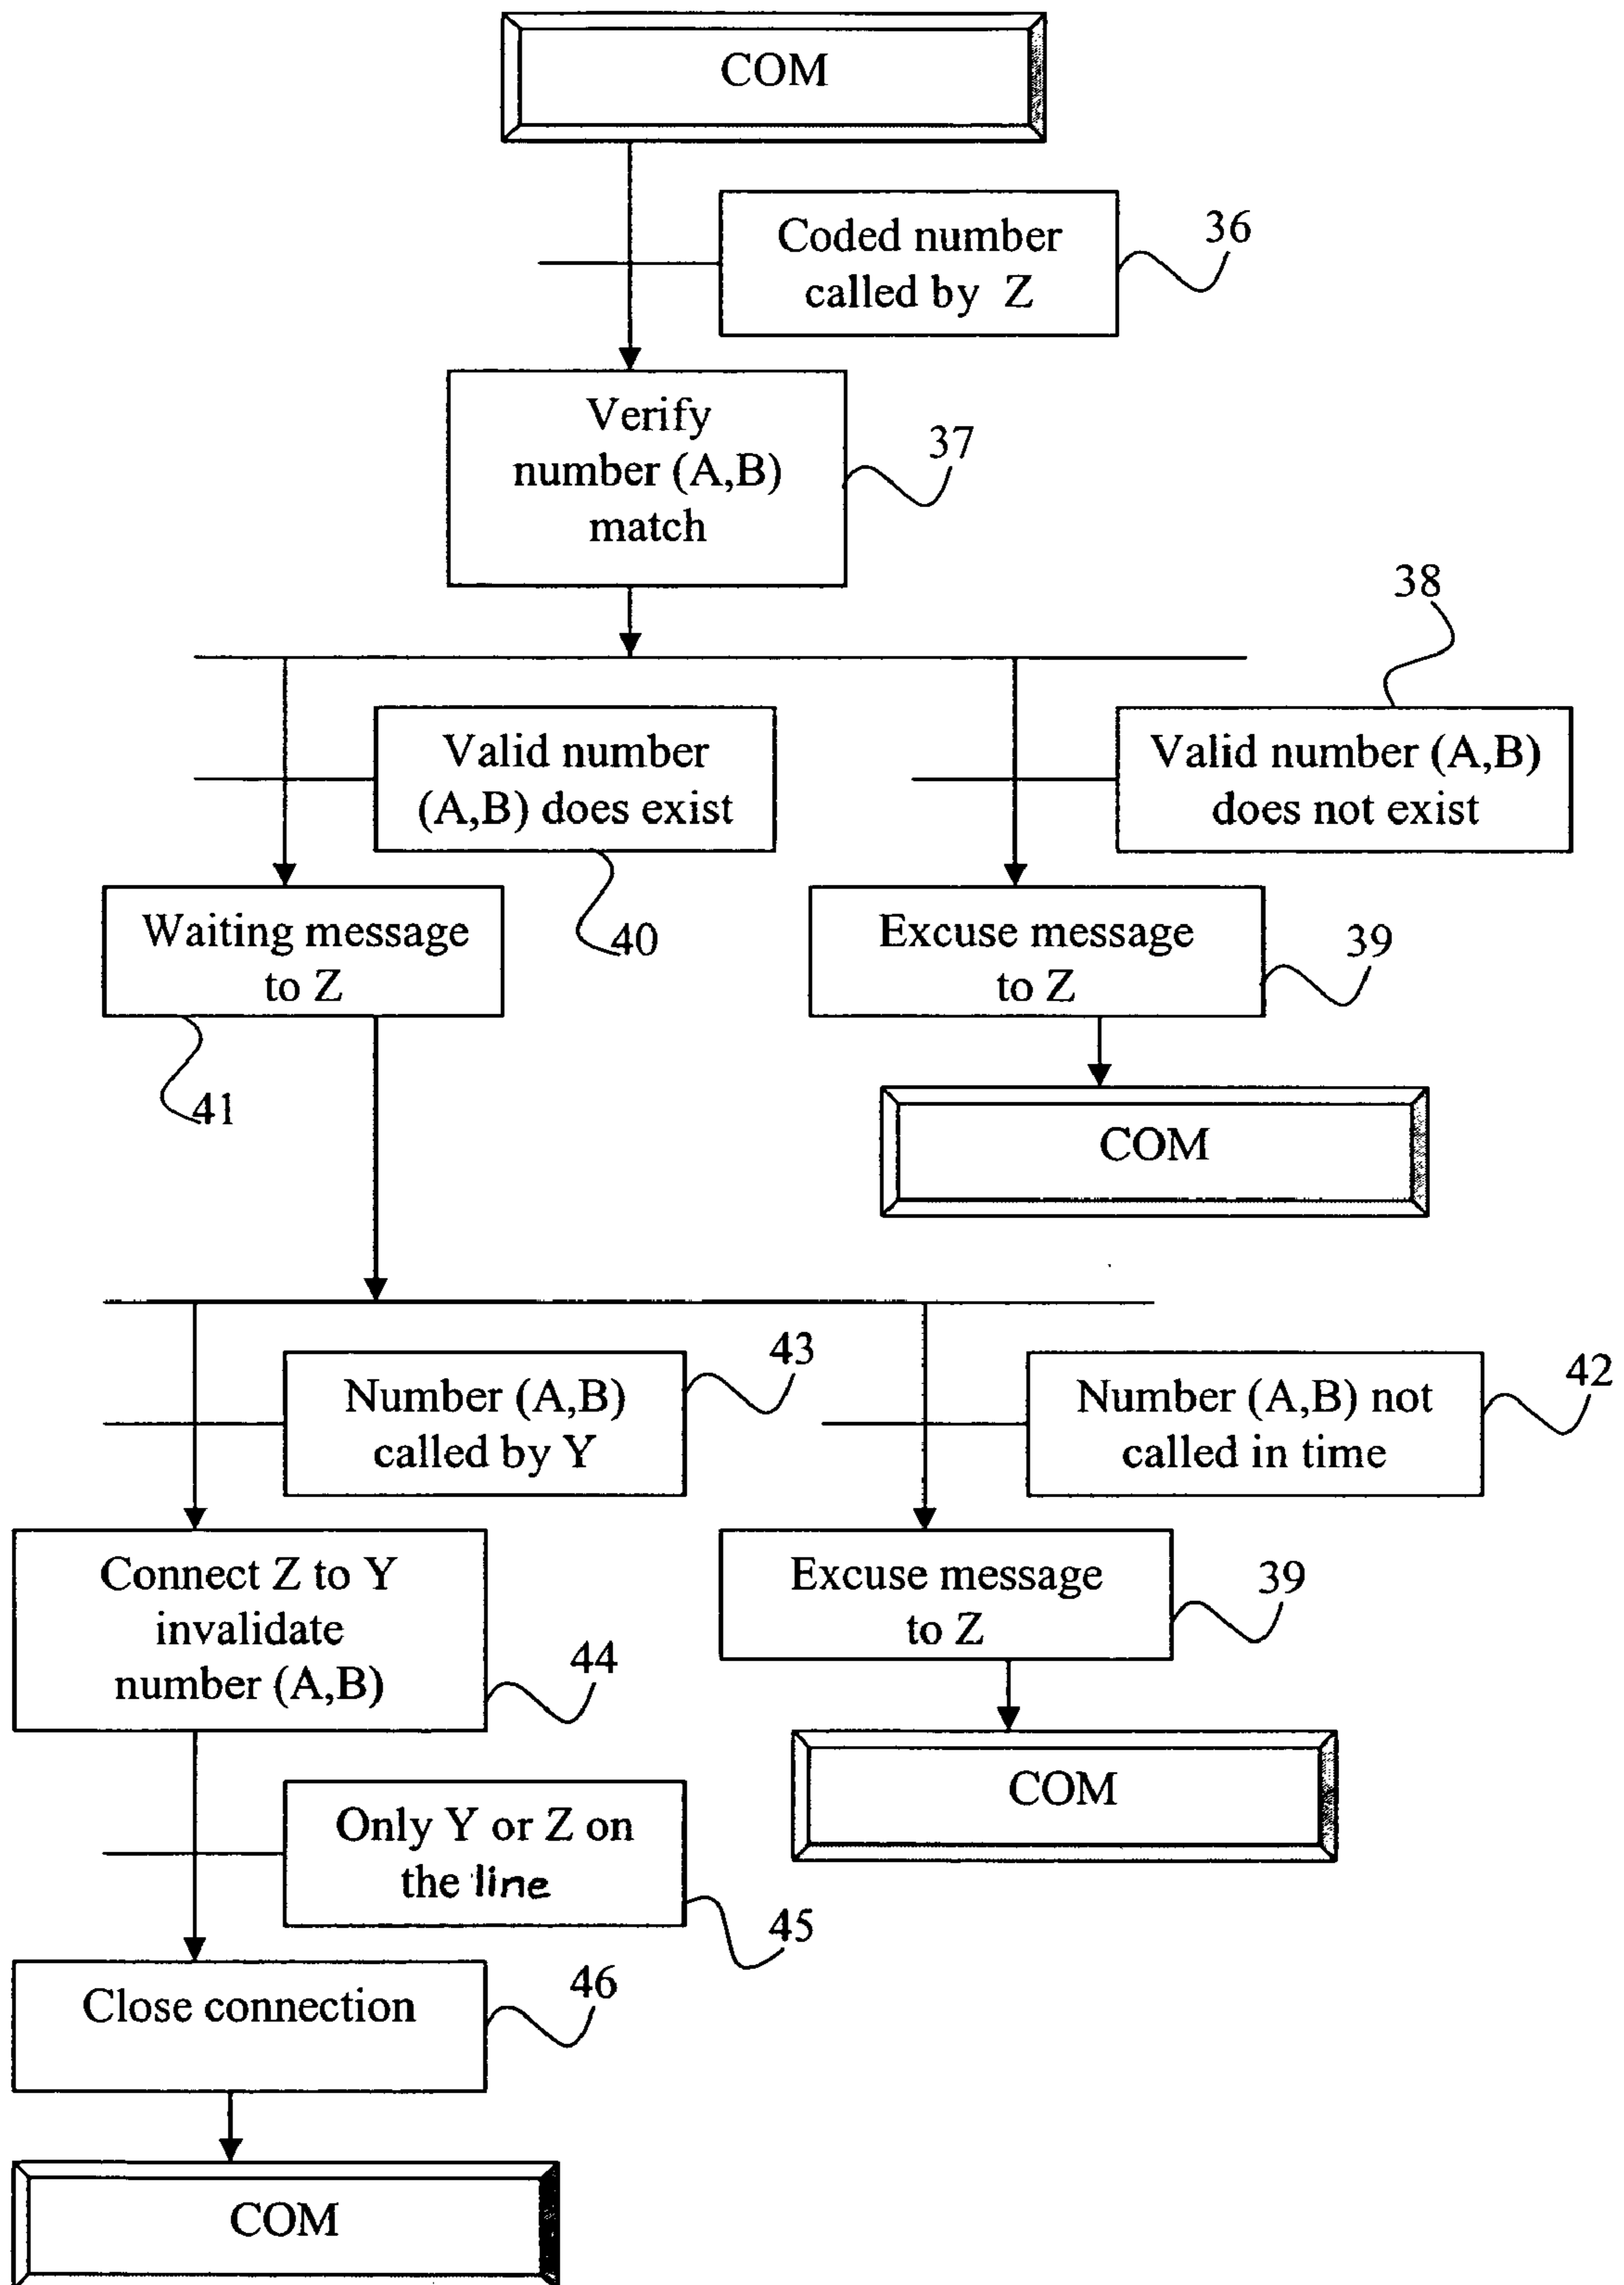 COM
Coded number
called by Z
36
Verify
number (A,B)
match
37
38
Valid number
(A,B) does exist
40
Valid number (A,B)
does not exist
Waiting message
to Z
41
Excuse message
to Z
39
COM
Number (A,B)
called by Y
43
Number (A,B) not
called in time
42
Connect Z to Y
invalidate
number (A,B)
44
Excuse message
to Z
39
COM
Only Y or Z on
the line
45
Close connection
46
COM